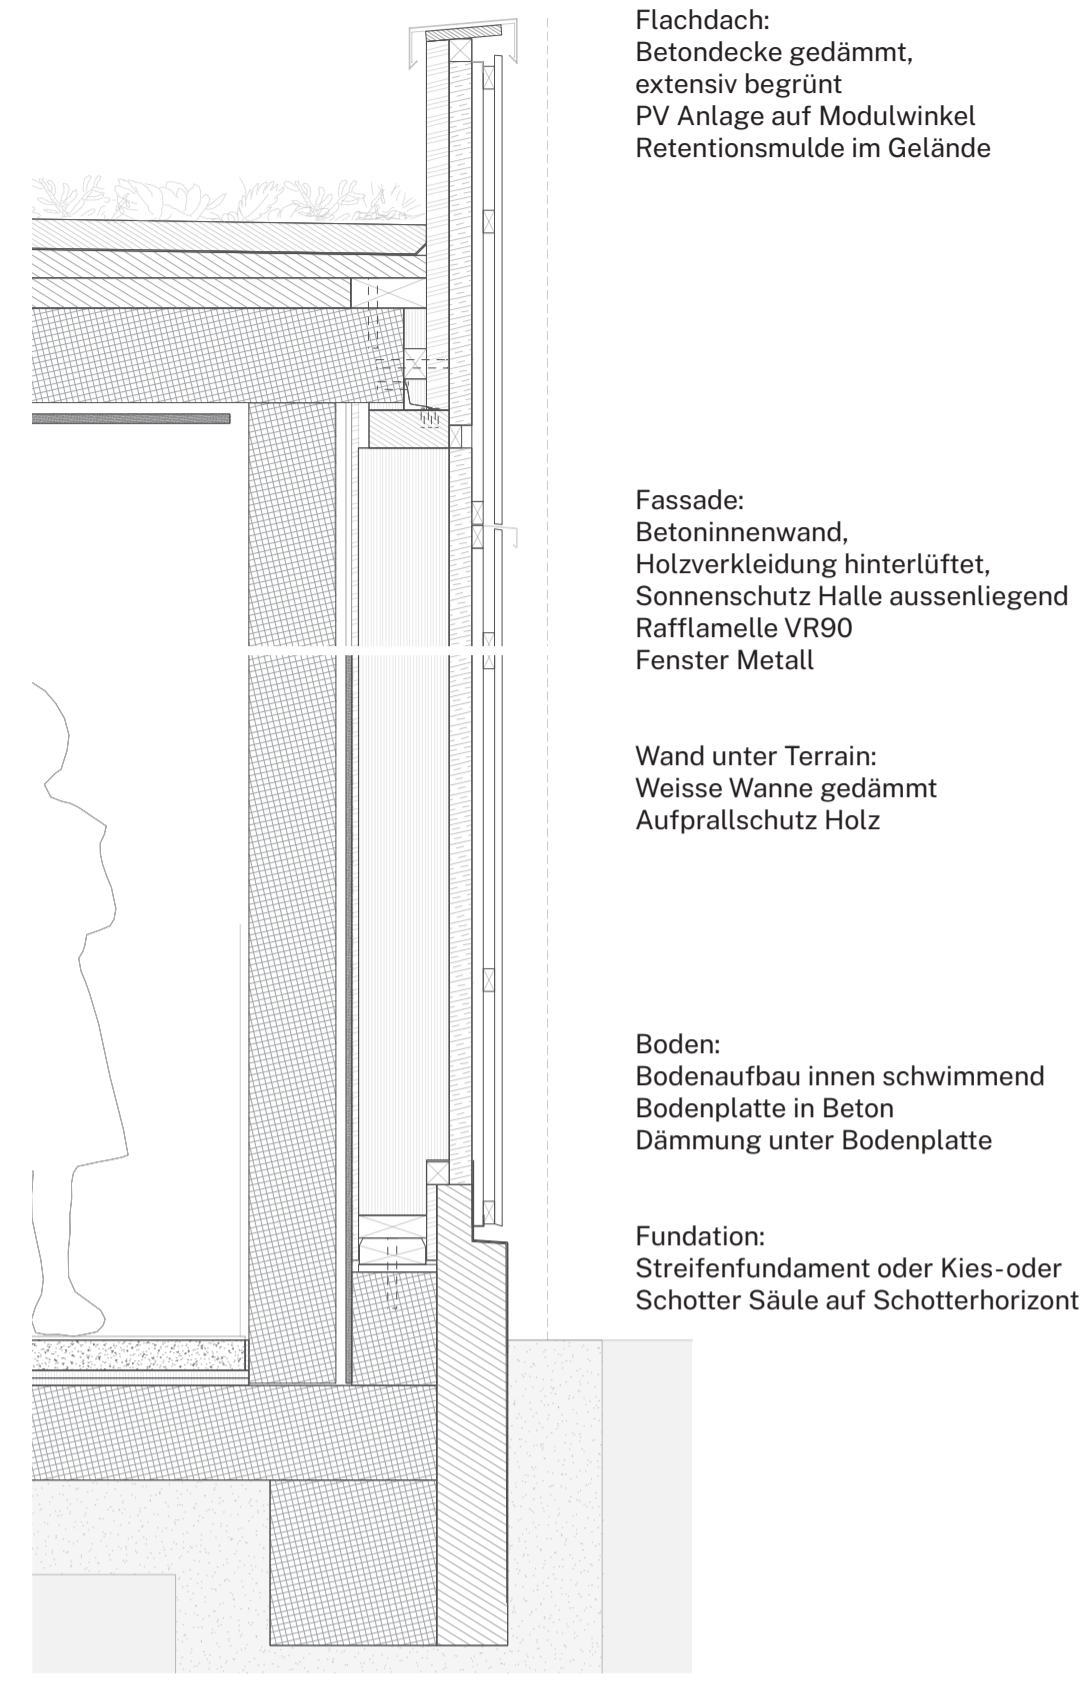 Flachdach:
Betondecke gedämmt,
extensiv begrünt
PV Anlage auf Modulwinkel
Retentionsmulde im Gelände
Fassade:
Betoninnenwand,
Holzverkleidung hinterlüftet,
Sonnenschutz Halle aussenliegend
Rafflamelle VR90
Fenster Metall
Wand unter Terrain:
Weisse Wanne gedämmt
Aufprallschutz Holz
Boden:
Bodenaufbau innen schwimmend
Bodenplatte in Beton
Dämmung unter Bodenplatte
Fundation:
Streifenfundament oder Kies-oder
Schotter Säule auf Schotterhorizont